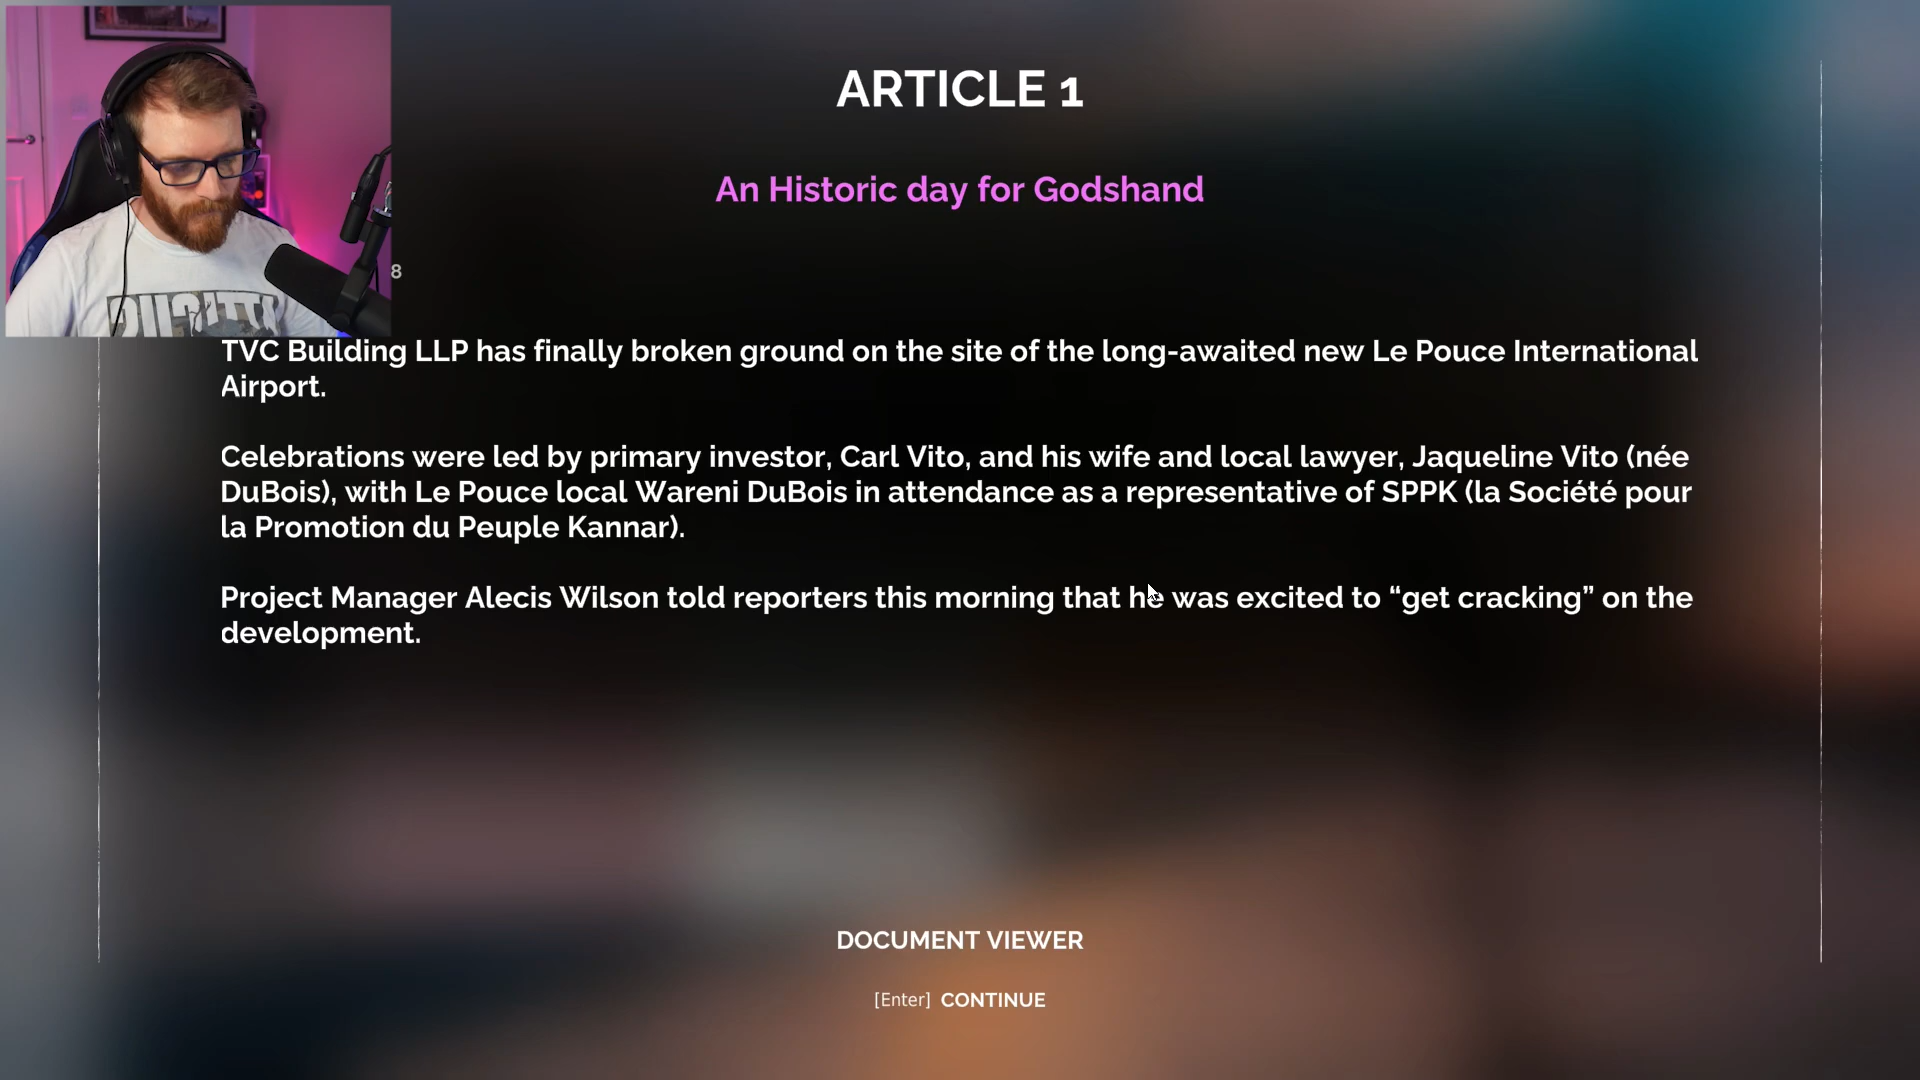 ARTICLE 1
An Historic day for Godshand
8
TVC Building LLP has finally broken ground on the site of the long-awaited new Le Pouce International
Airport.
Celebrations were led by primary investor, Carl Vito, and his wife and local lawyer, Jaqueline Vito (née
DuBois), with Le Pouce local Wareni DuBois in attendance as a representative of SPPK (la Société pour
la Promotion du Peuple Kannar).
Project Manager Alecis Wilson told reporters this morning that he was excited to “get cracking” on the
development.
DOCUMENT VIEWER
[Enter] CONTINUE